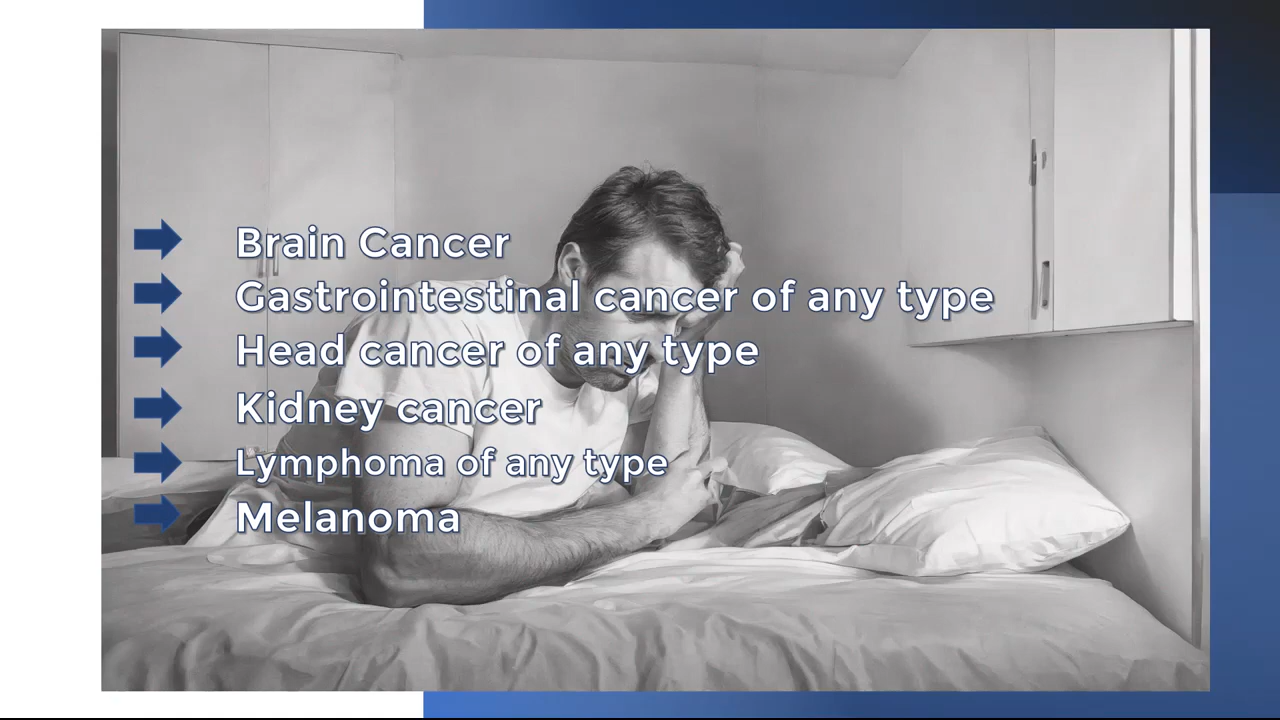 Brain Cancer
Gastrointestinal cancer of any type
Head cancer of any type
Kidney cancer
Lymphoma of any type
Melanoma